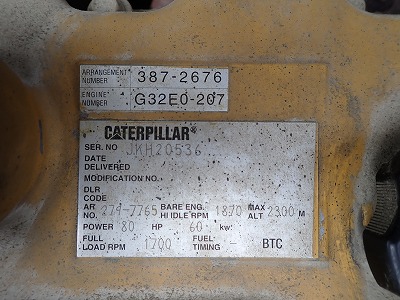 ARRANGEMENT NUMBER 387-2676
ENGINE NUMBER G32E0-207
CATERPILLAR®
SER. NO JMH20536
DATE
DELIVERED
MODIFICATION NO.
DLR
CODE
AR NO. 274-7765 BARE ENG. HI IDLE RPM 1870 MAX ALT 2300 M
POWER 80 HP 60 kw
FULL LOAD RPM 1700 FUEL TIMING - BTC